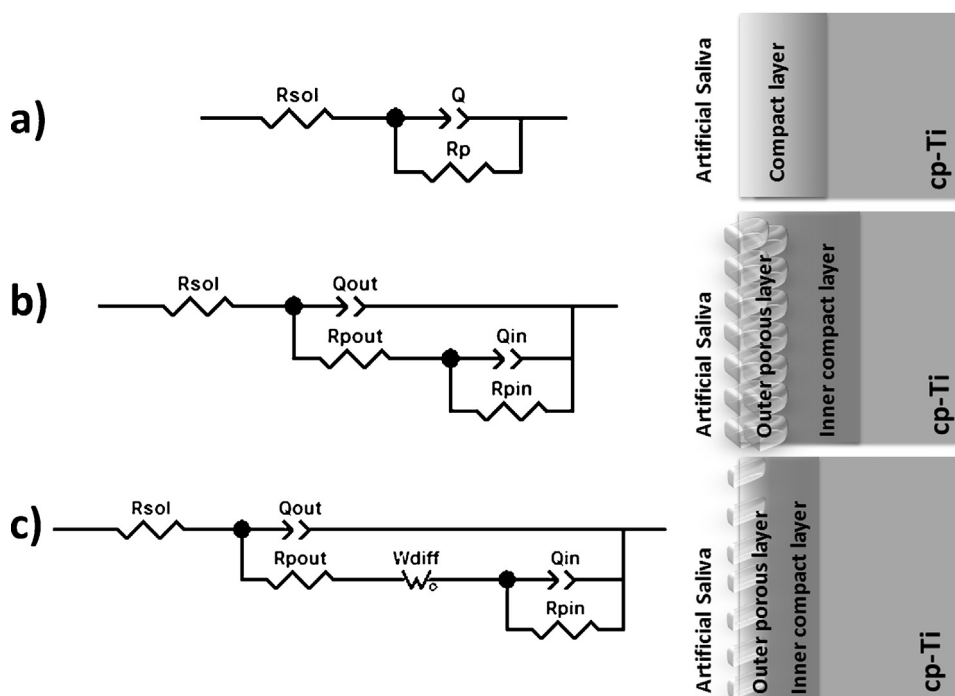 a)
Rsol
Q
Rp
Artificial Saliva
Compact layer
cp-Ti
b)
Rsol
Qout
Rpout
Qin
Rpin
Artificial Saliva
Outer porous layer
Inner compact layer
cp-Ti
c)
Rsol
Qout
Rpout
Wdiff
Qin
Rpin
Artificial Saliva
Outer porous layer
Inner compact layer
cp-Ti